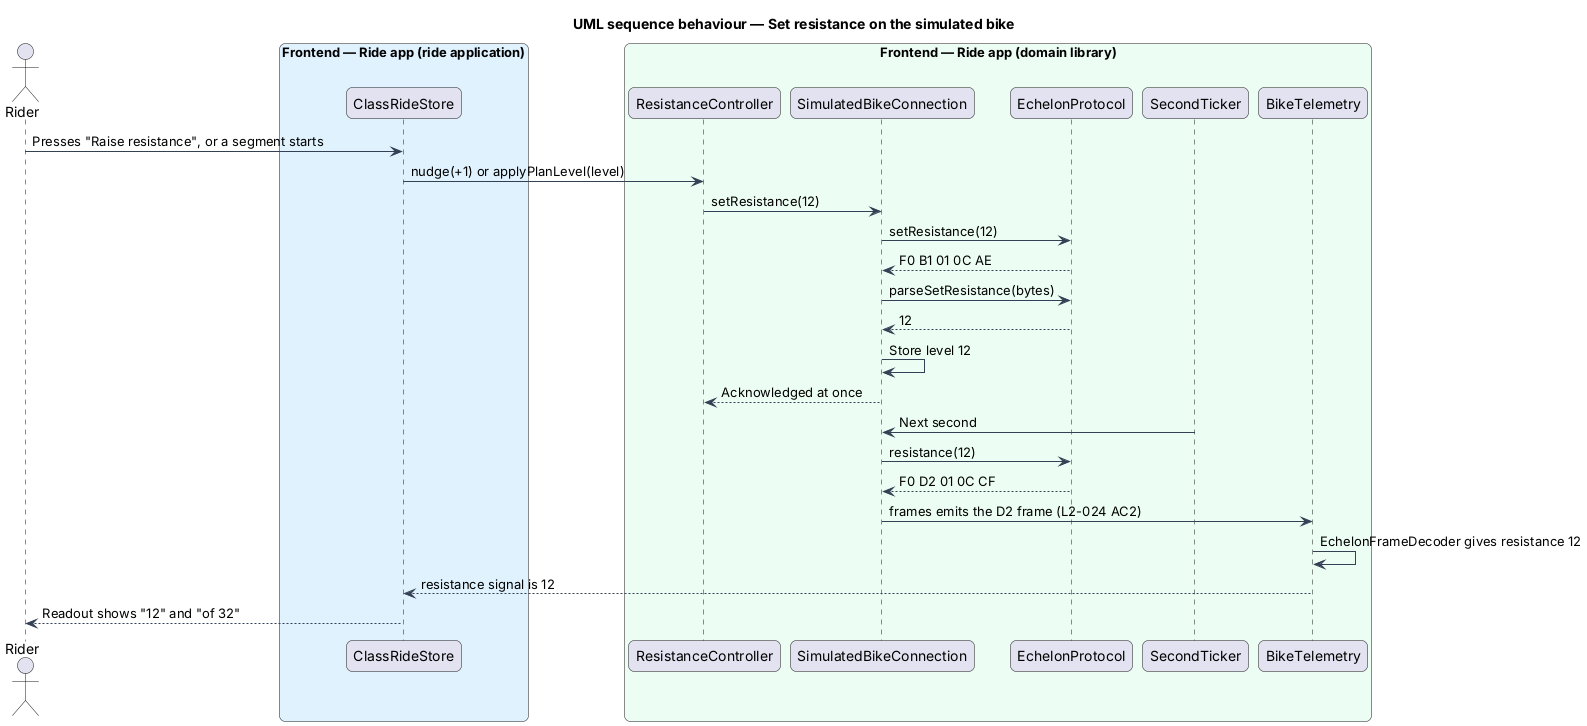 UML sequence behaviour — Set resistance on the simulated bike
Frontend — Ride app (ride application)
Frontend — Ride app (domain library)
Rider
ClassRideStore
ResistanceController
SimulatedBikeConnection
EchelonProtocol
SecondTicker
BikeTelemetry
Presses "Raise resistance", or a segment starts
nudge(+1) or applyPlanLevel(level)
setResistance(12)
setResistance(12)
F0 B1 01 0C AE
parseSetResistance(bytes)
12
Store level 12
Acknowledged at once
Next second
resistance(12)
F0 D2 01 0C CF
frames emits the D2 frame (L2-024 AC2)
EchelonFrameDecoder gives resistance 12
resistance signal is 12
Readout shows "12" and "of 32"
Rider
ClassRideStore
ResistanceController
SimulatedBikeConnection
EchelonProtocol
SecondTicker
BikeTelemetry